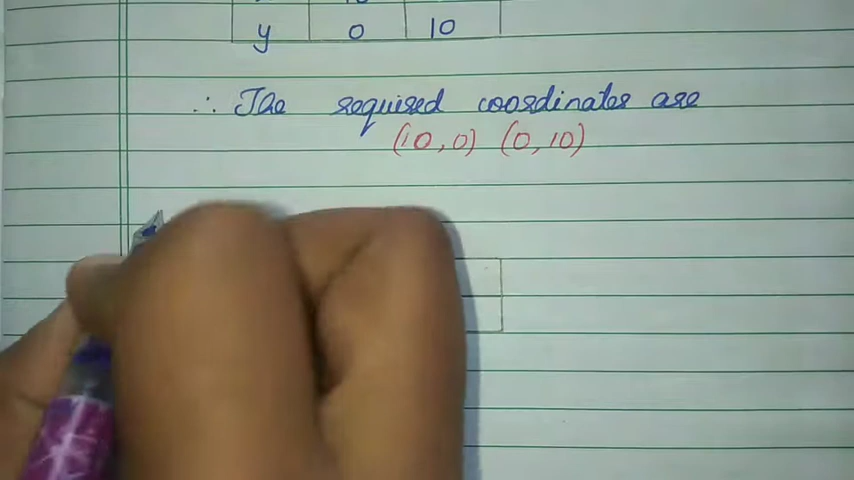 y 0 10
∴ The required coordinates are
(10,0) (0,10)